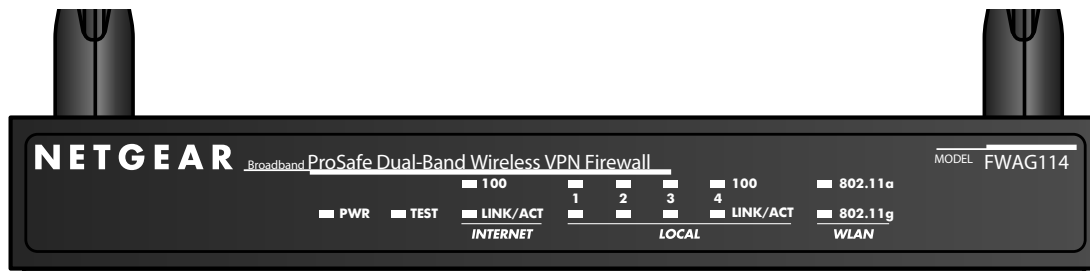 NETGEAR Broadband ProSafe Dual-Band Wireless VPN Firewall MODEL FWAG114
100 100 802.11a
1 2 3 4
PWR TEST LINK/ACT LINK/ACT 802.11g
INTERNET LOCAL WLAN